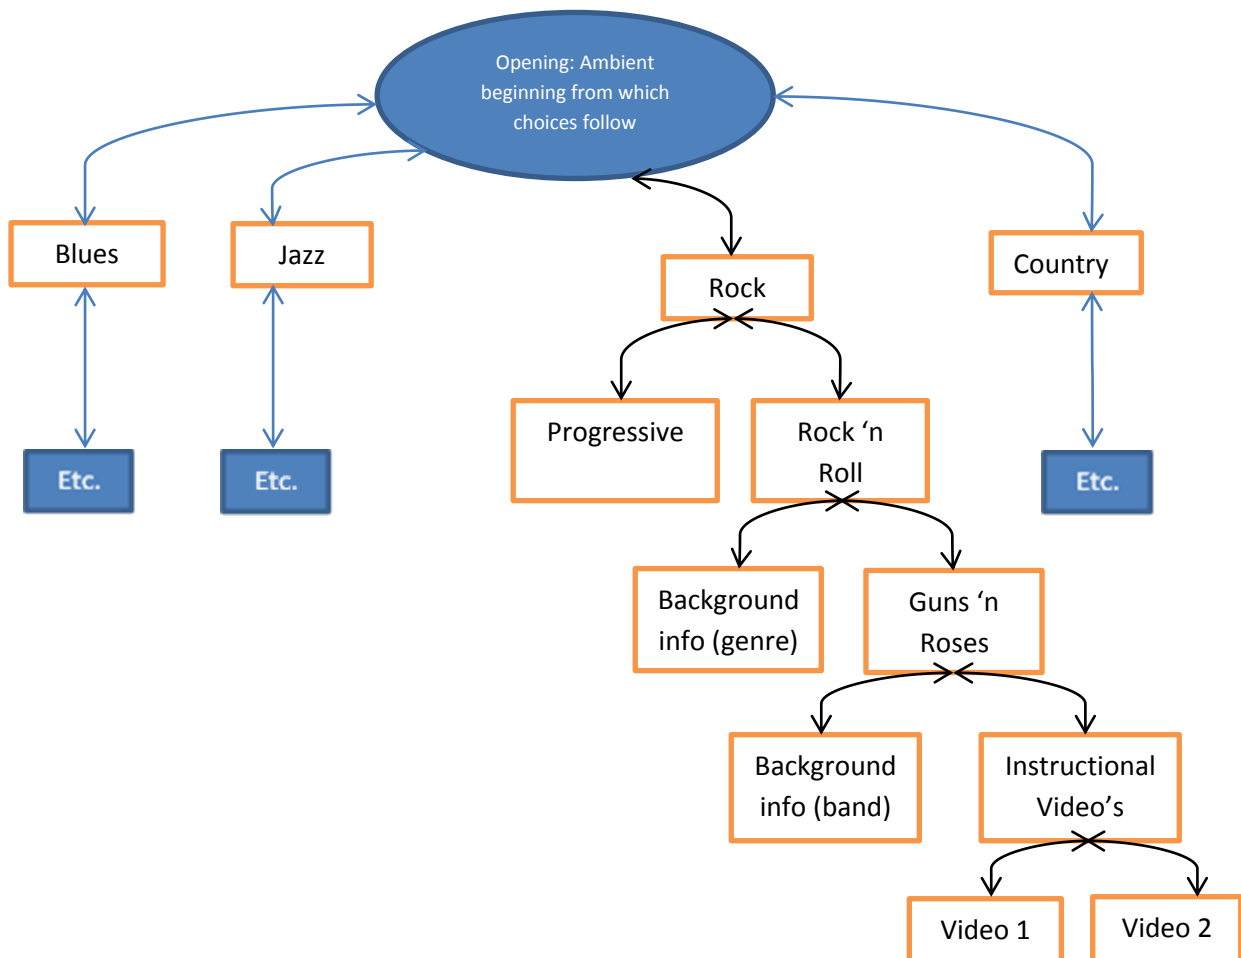 Opening: Ambient
beginning from which
choices follow
Blues
Jazz
Rock
Country
Progressive
Rock ‘n
Roll
Etc.
Etc.
Etc.
Background
info (genre)
Guns ‘n
Roses
Background
info (band)
Instructional
Video’s
Video 1
Video 2